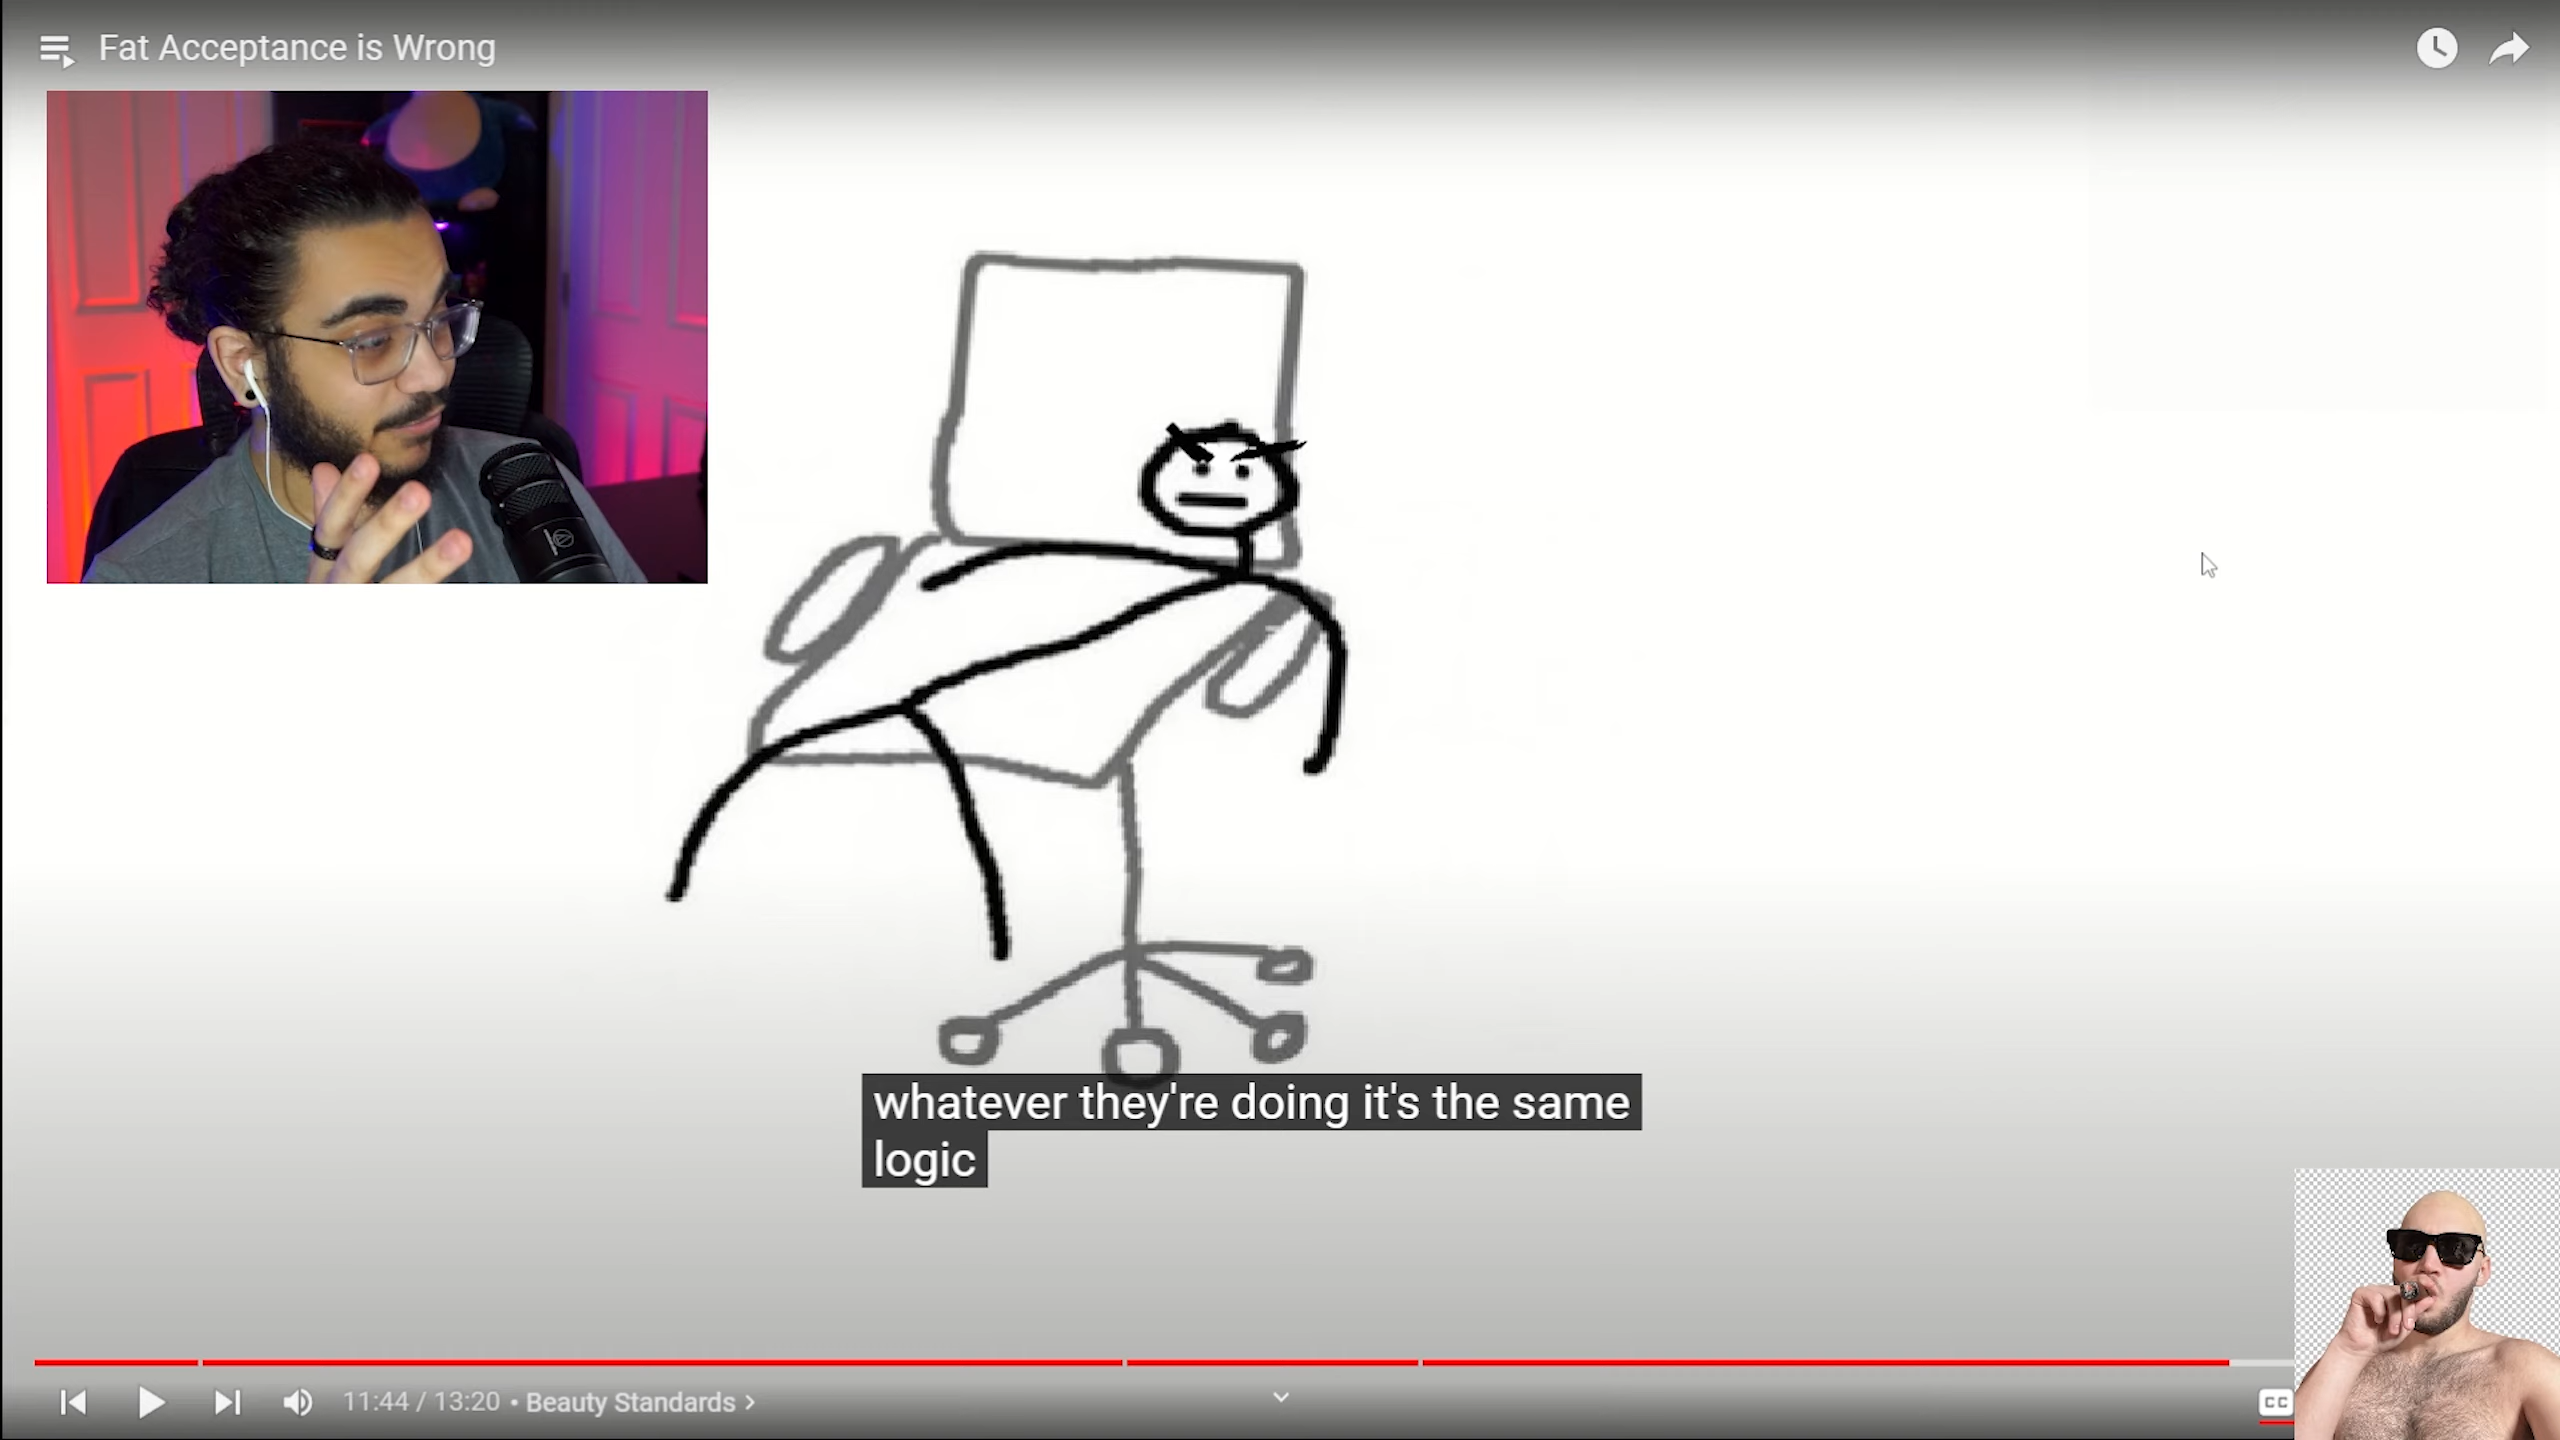 Fat Acceptance is Wrong
whatever they're doing it's the same
logic
11:44 / 13:20 • Beauty Standards >
CC